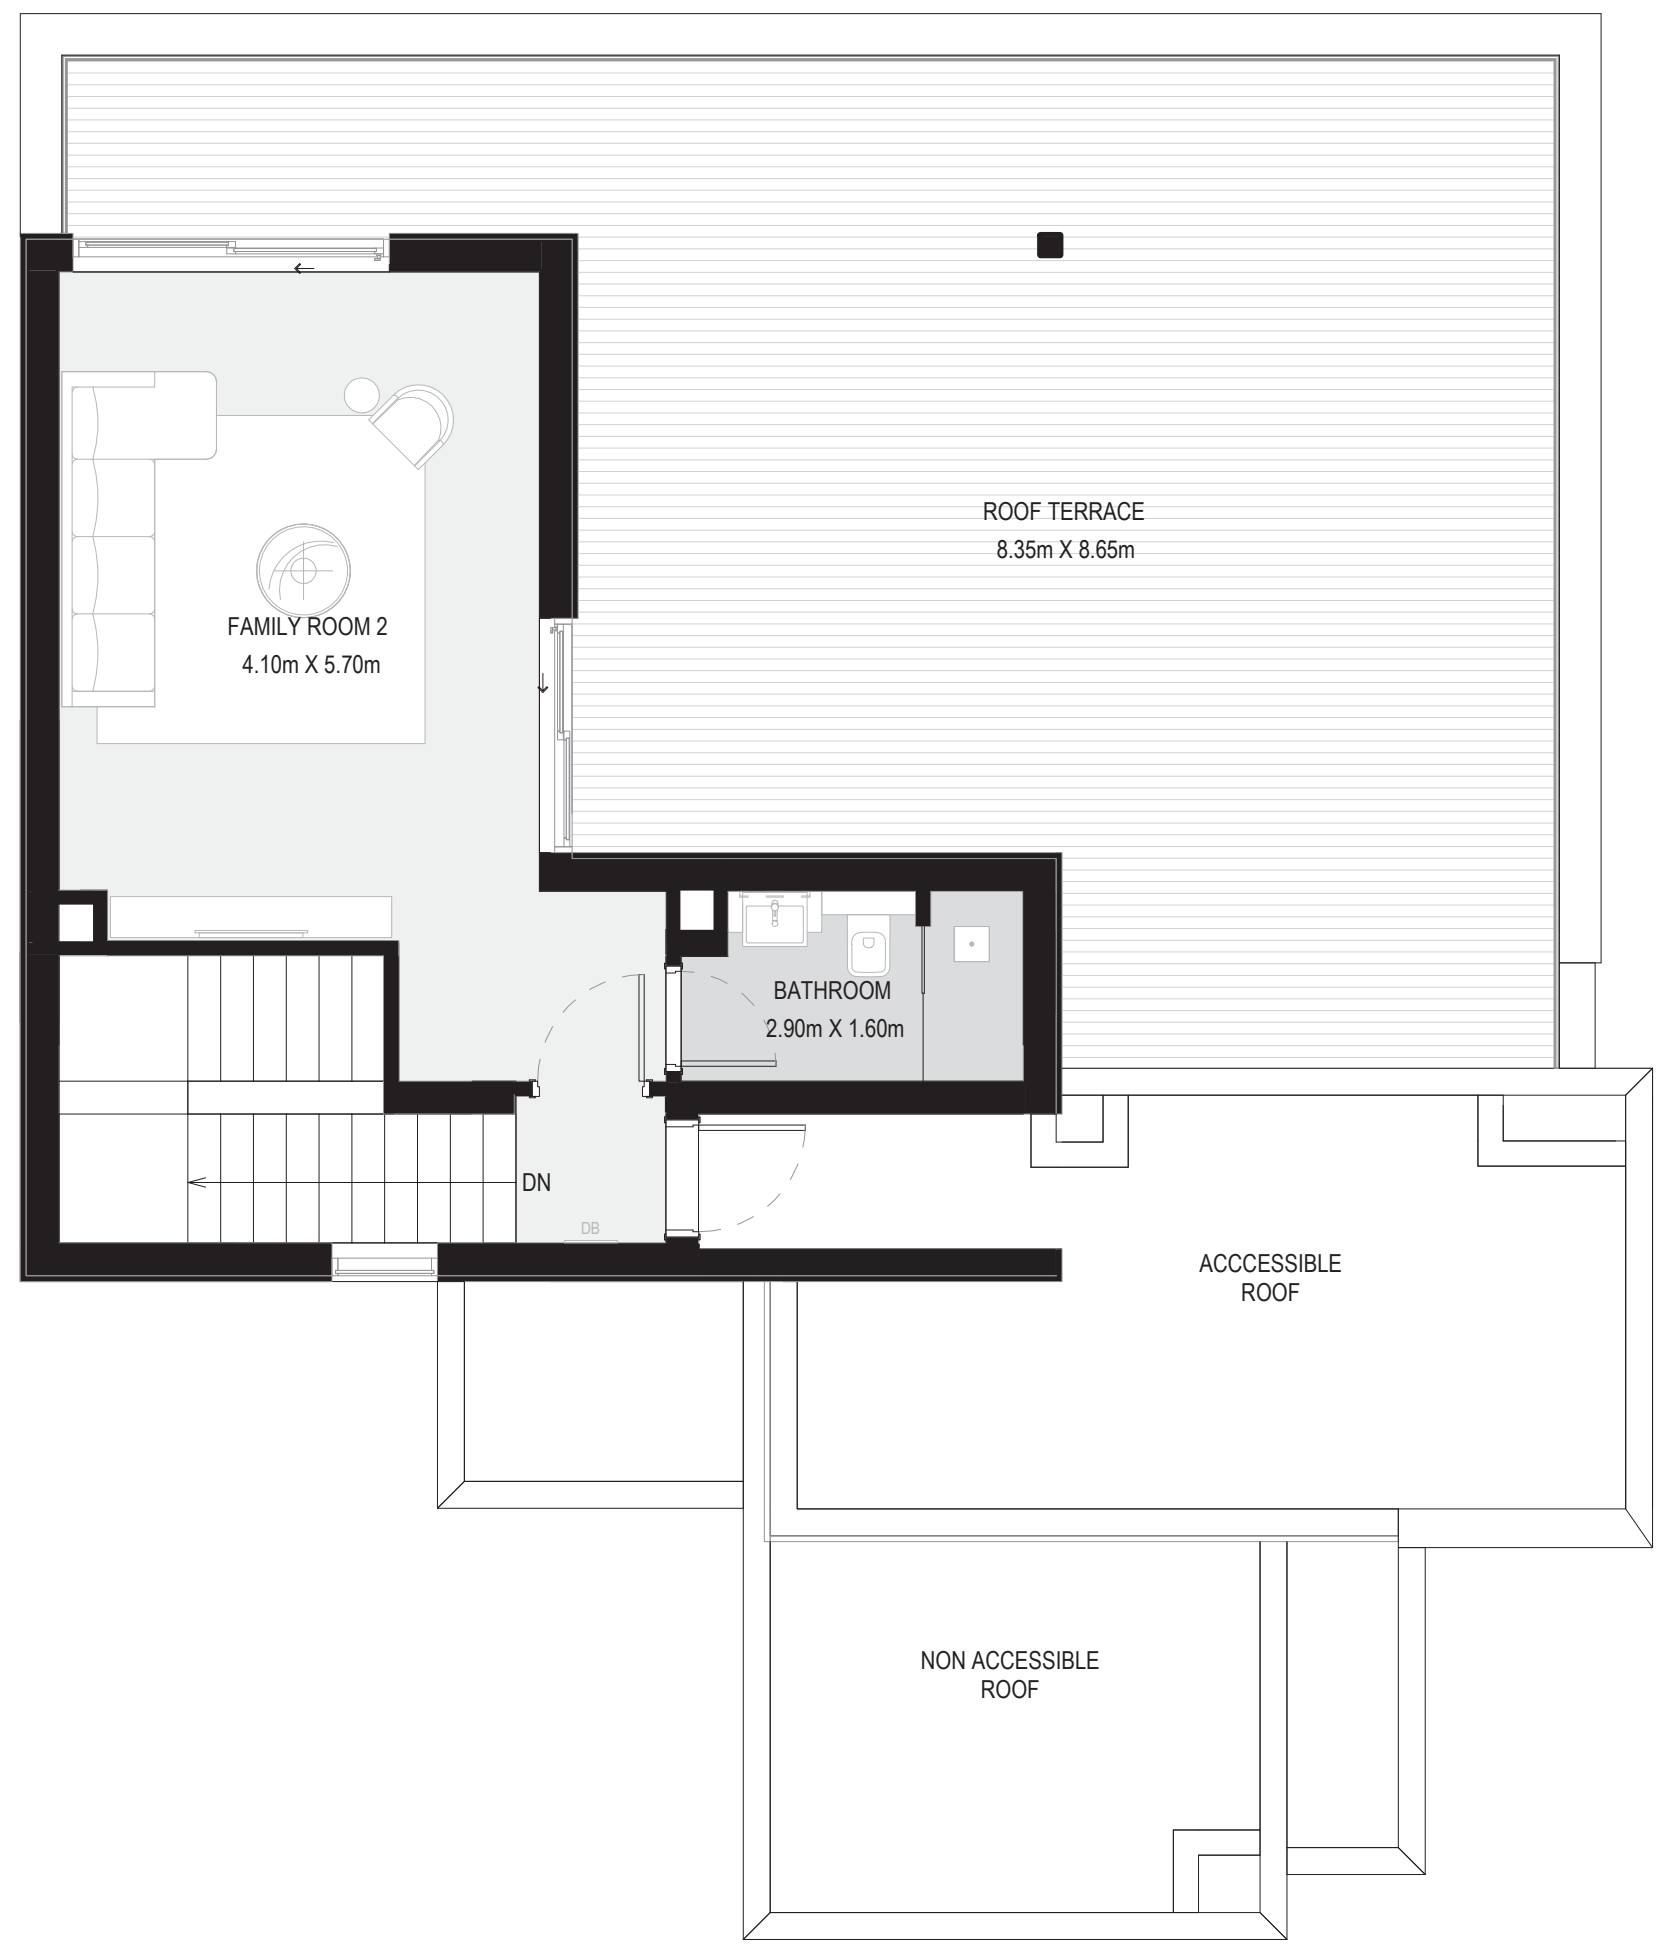 ROOF TERRACE
8.35m X 8.65m
FAMILY ROOM 2
4.10m X 5.70m
BATHROOM
2.90m X 1.60m
DN
DB
ACCCESSIBLE
ROOF
NON ACCESSIBLE
ROOF